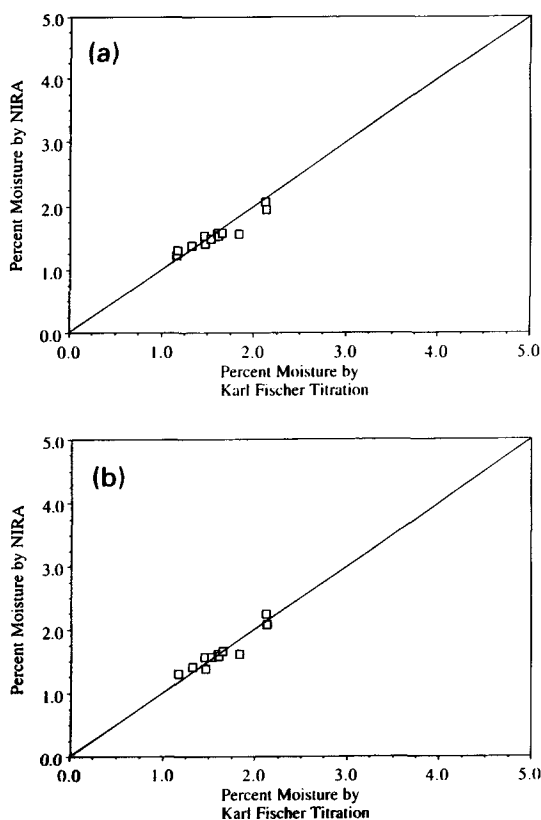 (a)
Percent Moisture by NIRA
5.0
4.0
3.0
2.0
1.0
0.0
0.0 1.0 2.0 3.0 4.0 5.0
Percent Moisture by
Karl Fischer Titration
(b)
Percent Moisture by NIRA
5.0
4.0
3.0
2.0
1.0
0.0
0.0 1.0 2.0 3.0 4.0 5.0
Percent Moisture by
Karl Fischer Titration